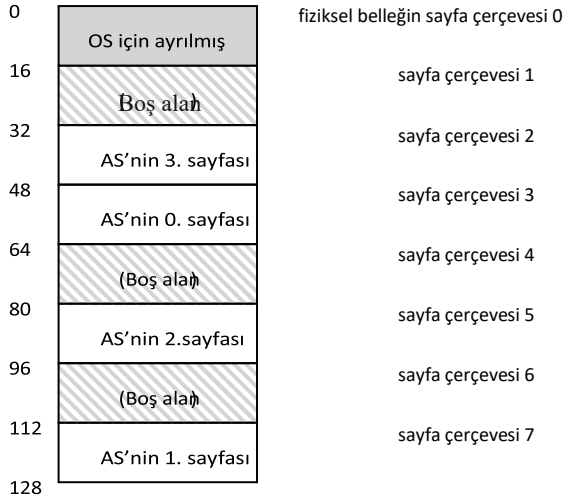 0
fiziksel belleğin sayfa çerçevesi 0
OS için ayrılmış
16
sayfa çerçevesi 1
(Boş alan)
32
sayfa çerçevesi 2
AS’nin 3. sayfası
48
sayfa çerçevesi 3
AS’nin 0. sayfası
64
sayfa çerçevesi 4
(Boş alan)
80
sayfa çerçevesi 5
AS’nin 2.sayfası
96
sayfa çerçevesi 6
(Boş alan)
112
sayfa çerçevesi 7
AS’nin 1. sayfası
128